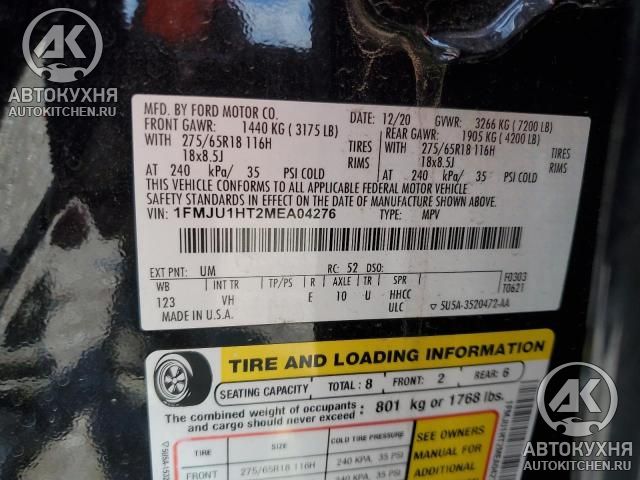 AK
АВТОКУХНЯ
AUTOKITCHEN.RU
MFD. BY FORD MOTOR CO.
DATE: 12/20 GVWR: 3266 KG ( 7200 LB)
FRONT GAWR: 1440 KG ( 3175 LB) REAR GAWR: 1905 KG ( 4200 LB)
WITH 275/65R18 116H TIRES WITH 275/65R18 116H TIRES
18x8.5J RIMS 18x8.5J RIMS
AT 240 kPa/ 35 PSI COLD AT 240 kPa/ 35 PSI COLD
THIS VEHICLE CONFORMS TO ALL APPLICABLE FEDERAL MOTOR VEHICLE
SAFETY STANDARDS IN EFFECT ON THE DATE OF MANUFACTURE SHOWN ABOVE.
VIN: 1FMJU1HT2MEA04276 TYPE: MPV
EXT PNT: UM RC: 52 DSO: F0303
WB INT TR TP/PS R AXLE TR SPR T0621
123 VH E 10 U HHCC
MADE IN U.S.A. ULC ▽ 5U5A-3520472-AA
TIRE AND LOADING INFORMATION
SEATING CAPACITY TOTAL : 8 FRONT: 2 REAR: 6
The combined weight of occupants
and cargo should never exceed : 801 kg or 1768 lbs.
TIRE SIZE COLD TIRE PRESSURE
FRONT 275/65R18 116H 240 KPA, 35 PSI
SEE OWNERS
MANUAL FOR
ADDITIONAL
AK
АВТОКУХНЯ
AUTOKITCHEN.RU